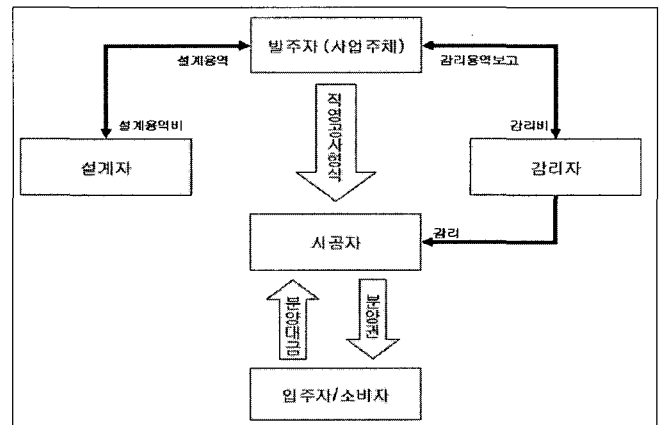 발주자 (사업주체)
설계용역
감리용역보고
직영공사형식
설계용역비
감리비
설계자
감리자
시공자
감리
분양대금
분양권
입주자/소비자